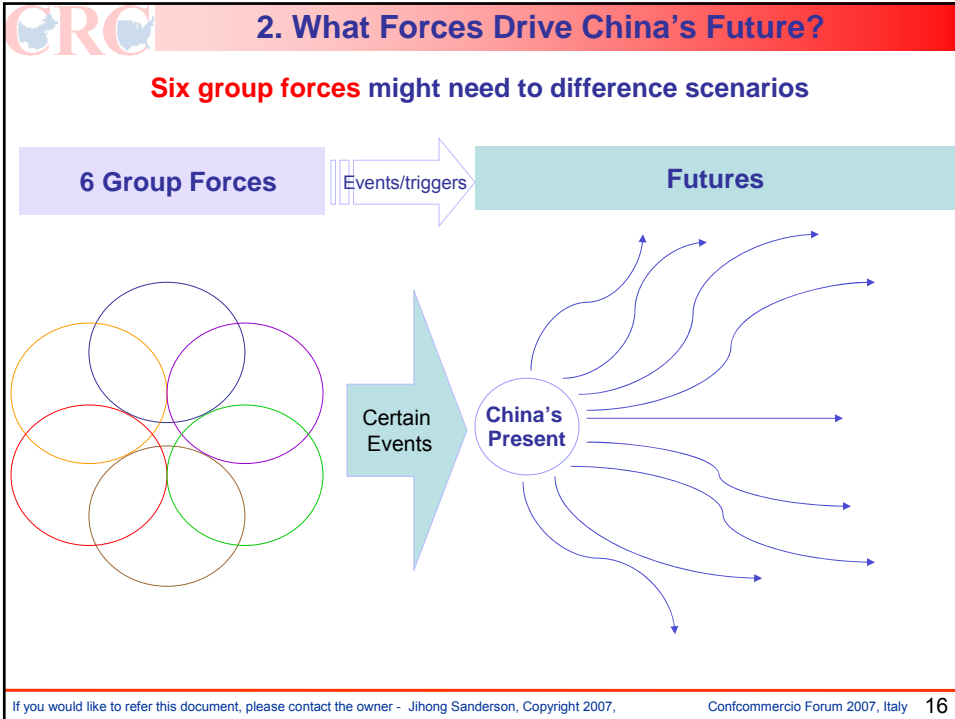 CRC
2. What Forces Drive China's Future?
Six group forces might need to difference scenarios
6 Group Forces
Events/triggers
Futures
Certain
Events
China's
Present
If you would like to refer this document, please contact the owner - Jihong Sanderson, Copyright 2007,
Confcommercio Forum 2007, Italy
16